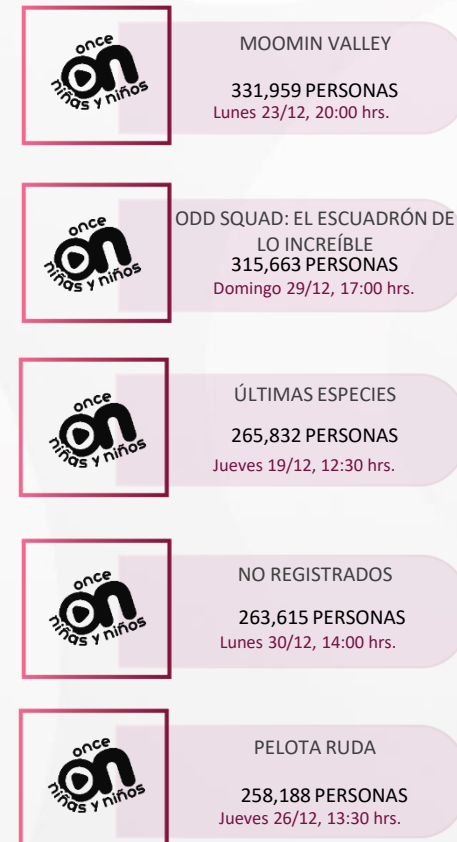 once
on
niñas y niños
MOOMIN VALLEY
331,959 PERSONAS
Lunes 23/12, 20:00 hrs.
once
on
niñas y niños
ODD SQUAD: EL ESCUADRÓN DE
LO INCREÍBLE
315,663 PERSONAS
Domingo 29/12, 17:00 hrs.
once
on
niñas y niños
ÚLTIMAS ESPECIES
265,832 PERSONAS
Jueves 19/12, 12:30 hrs.
once
on
niñas y niños
NO REGISTRADOS
263,615 PERSONAS
Lunes 30/12, 14:00 hrs.
once
on
niñas y niños
PELOTA RUDA
258,188 PERSONAS
Jueves 26/12, 13:30 hrs.